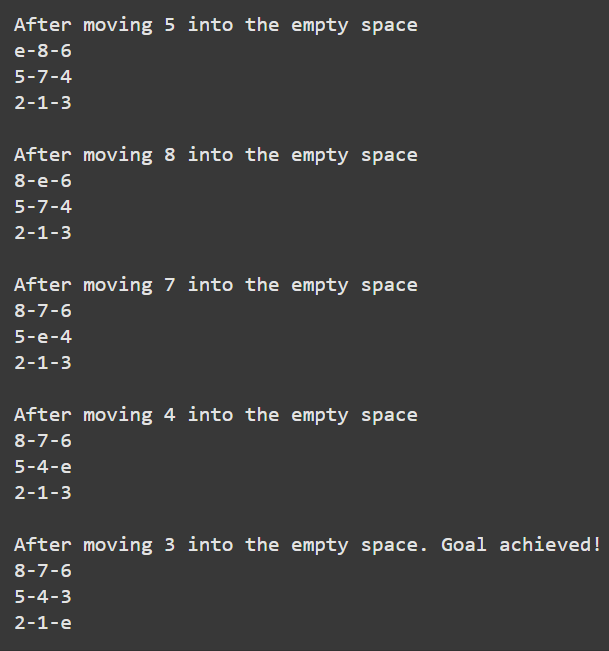 After moving 5 into the empty space
e-8-6
5-7-4
2-1-3
After moving 8 into the empty space
8-e-6
5-7-4
2-1-3
After moving 7 into the empty space
8-7-6
5-e-4
2-1-3
After moving 4 into the empty space
8-7-6
5-4-e
2-1-3
After moving 3 into the empty space. Goal achieved!
8-7-6
5-4-3
2-1-e